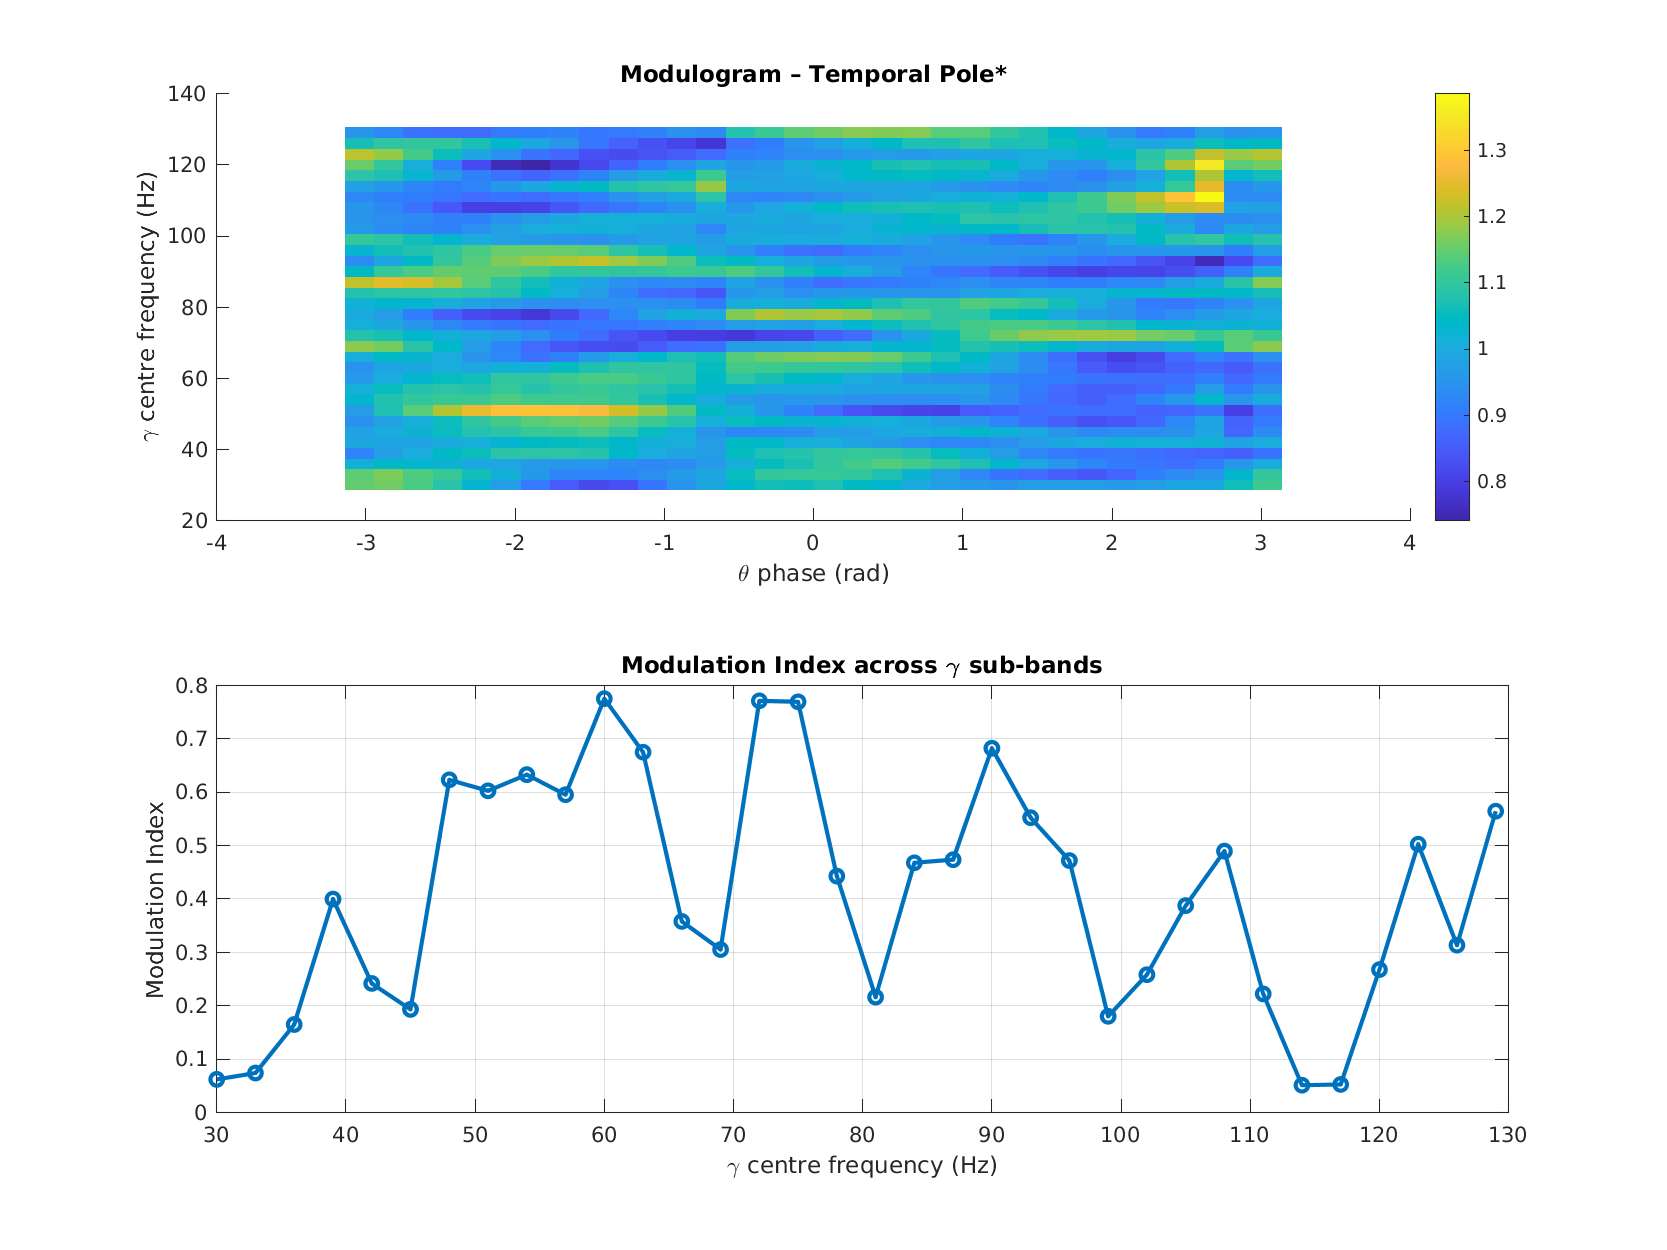 Modulogram – Temporal Pole*
γ centre frequency (Hz)
140
120
100
80
60
40
20
-4 -3 -2 -1 0 1 2 3 4
θ phase (rad)
1.3
1.2
1.1
1
0.9
0.8
Modulation Index across γ sub-bands
Modulation Index
0.8
0.7
0.6
0.5
0.4
0.3
0.2
0.1
0
30 40 50 60 70 80 90 100 110 120 130
γ centre frequency (Hz)